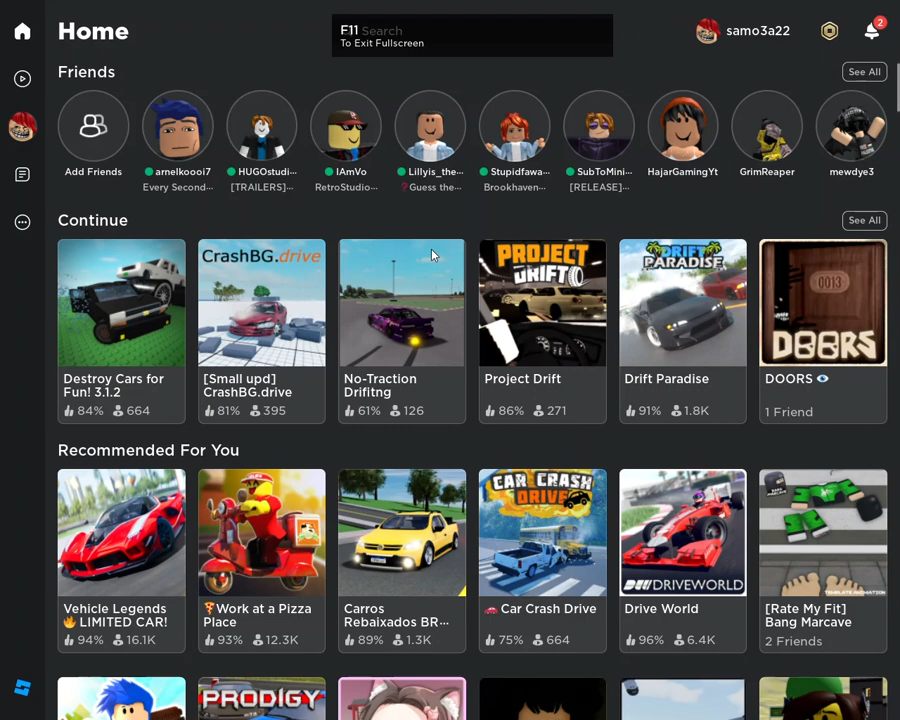 Home
F11 Search
To Exit Fullscreen
samo3a22
2
Friends
See All
Add Friends
arnelkoooi7
Every Second...
HUGOstudi...
[TRAILERS]...
IAmVo
RetroStudio...
Lillyis_the...
❓Guess the...
Stupidfawa...
Brookhaven...
SubToMini...
[RELEASE]...
HajarGamingYt
GrimReaper
mewdye3
Continue
See All
CrashBG.drive
PROJECT
DRIFT
DRIFT
PARADISE
0013
DOORS
Destroy Cars for
Fun! 3.1.2
84% 664
[Small upd]
CrashBG.drive
81% 395
No-Traction
Drifitng
61% 126
Project Drift
86% 271
Drift Paradise
91% 1.8K
DOORS 👁
1 Friend
Recommended For You
CAR CRASH
DRIVE
DRIVEWORLD
TEMPLATE ANIMATION
Vehicle Legends
🔥 LIMITED CAR!
94% 16.1K
🍕Work at a Pizza
Place
93% 12.3K
Carros
Rebaixados BR...
89% 1.3K
🚗 Car Crash Drive
75% 664
Drive World
96% 6.4K
[Rate My Fit]
Bang Marcave
2 Friends
PRODIGY